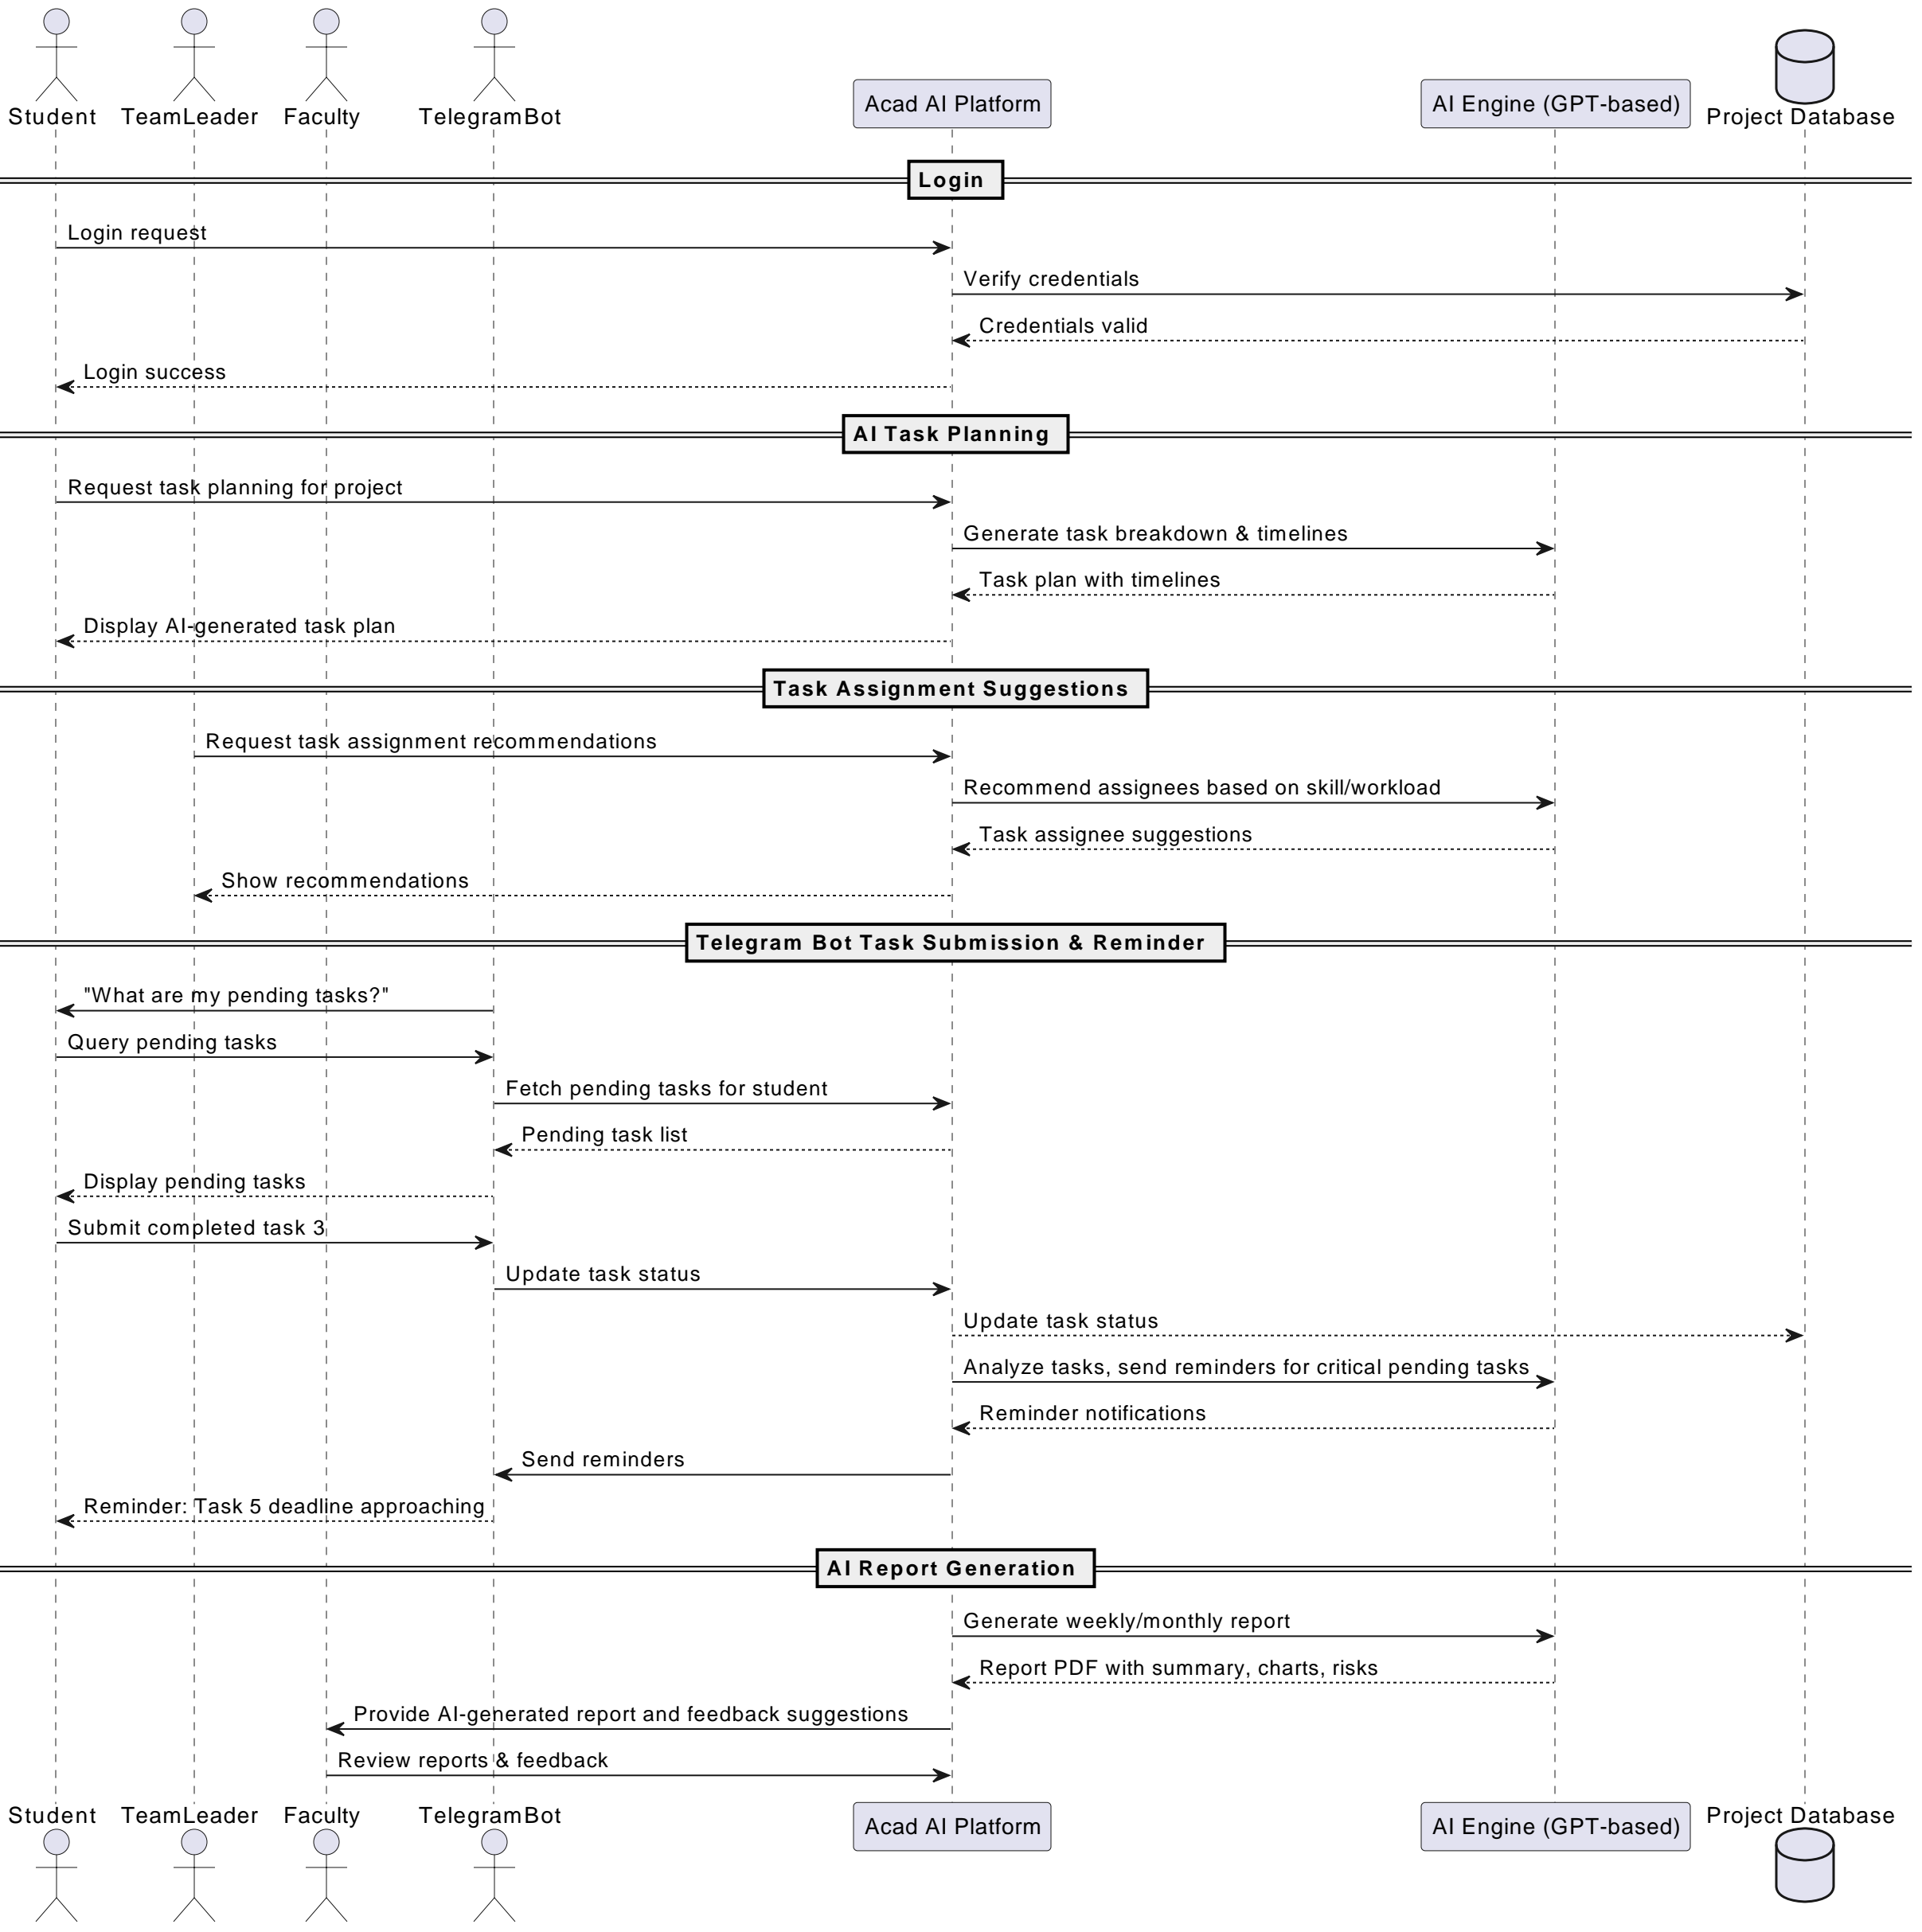 Student
TeamLeader
Faculty
TelegramBot
Acad AI Platform
AI Engine (GPT-based)
Project Database
Login
Login request
Verify credentials
Credentials valid
Login success
AI Task Planning
Request task planning for project
Generate task breakdown & timelines
Task plan with timelines
Display AI-generated task plan
Task Assignment Suggestions
Request task assignment recommendations
Recommend assignees based on skill/workload
Task assignee suggestions
Show recommendations
Telegram Bot Task Submission & Reminder
"What are my pending tasks?"
Query pending tasks
Fetch pending tasks for student
Pending task list
Display pending tasks
Submit completed task 3
Update task status
Update task status
Analyze tasks, send reminders for critical pending tasks
Reminder notifications
Send reminders
Reminder: Task 5 deadline approaching
AI Report Generation
Generate weekly/monthly report
Report PDF with summary, charts, risks
Provide AI-generated report and feedback suggestions
Review reports & feedback
Student
TeamLeader
Faculty
TelegramBot
Acad AI Platform
AI Engine (GPT-based)
Project Database